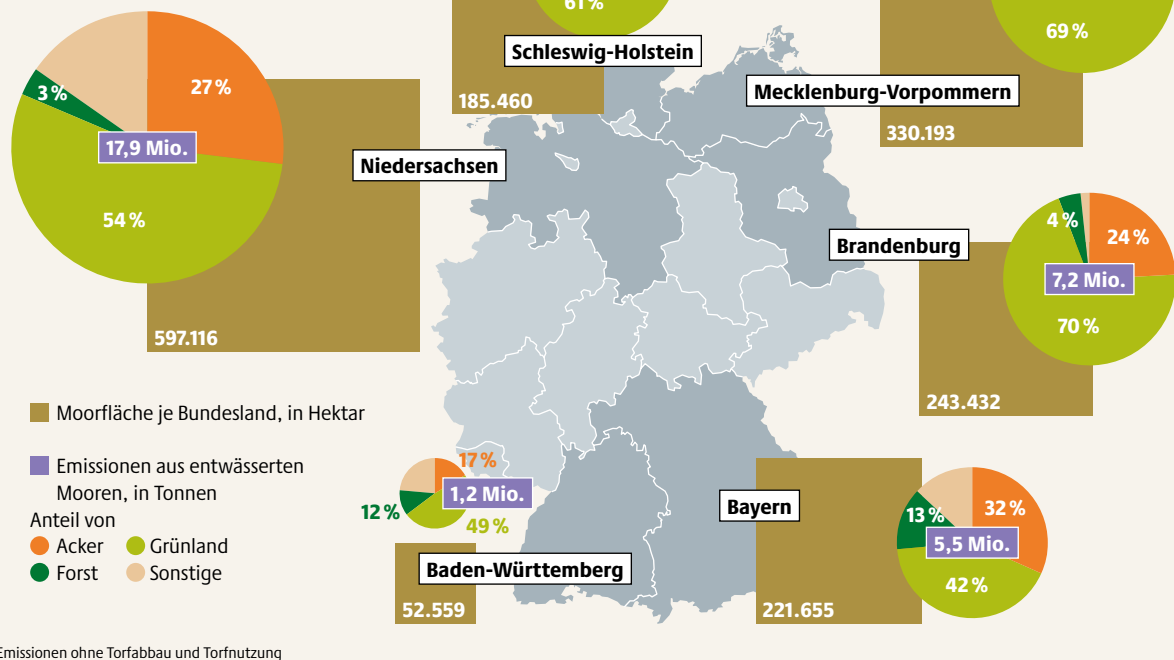 61 %
69 %
Schleswig-Holstein
185.460
Mecklenburg-Vorpommern
330.193
3 %
27 %
17,9 Mio.
54 %
597.116
Niedersachsen
Brandenburg
4 %
24 %
7,2 Mio.
70 %
243.432
Moorfläche je Bundesland, in Hektar
Emissionen aus entwässerten
Mooren, in Tonnen
Anteil von
Acker
Grünland
Forst
Sonstige
17 %
1,2 Mio.
12 %
49 %
Baden-Württemberg
52.559
Bayern
221.655
32 %
13 %
5,5 Mio.
42 %
Emissionen ohne Torfabbau und Torfnutzung